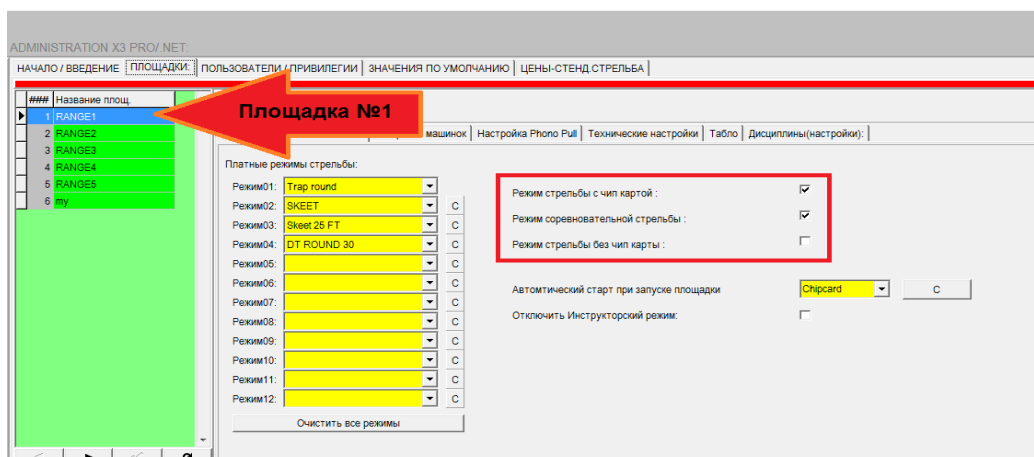 ADMINISTRATION X3 PRO/.NET:
НАЧАЛО / ВВЕДЕНИЕ ПЛОЩАДКИ: ПОЛЬЗОВАТЕЛИ / ПРИВИЛЕГИИ ЗНАЧЕНИЯ ПО УМОЛЧАНИЮ ЦЕНЫ-СТЕНД.СТРЕЛЬБА
### Название площ.
1 RANGE1
2 RANGE2
3 RANGE3
4 RANGE4
5 RANGE5
6 my
Площадка №1
машинок Настройка Phono Pull Технические настройки Табло Дисциплины(настройки):
Платные режимы стрельбы:
Режим01: Trap round
Режим02: SKEET C
Режим03: Skeet 25 FT C
Режим04: DT ROUND 30 C
Режим05: C
Режим06: C
Режим07: C
Режим08: C
Режим09: C
Режим10: C
Режим11: C
Режим12: C
Очистить все режимы
Режим стрельбы с чип картой :
Режим соревновательной стрельбы :
Режим стрельбы без чип карты :
Автомтический старт при запуске площадки Chipcard C
Отключить Инструкторский режим: